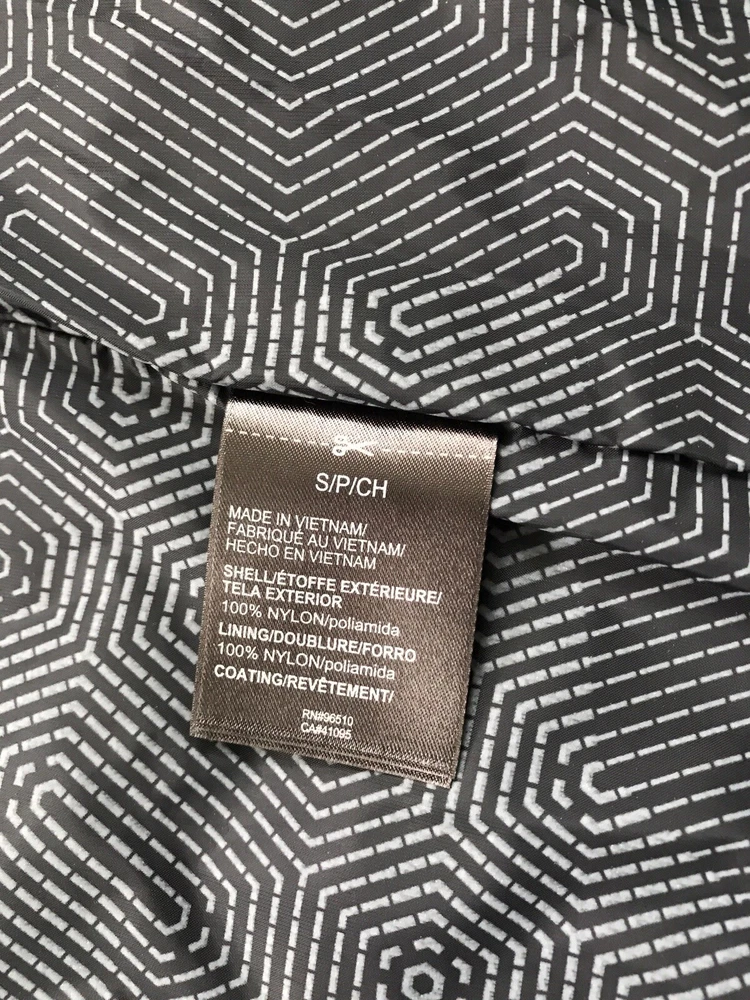 S/P/CH
MADE IN VIETNAM/
FABRIQUÉ AU VIETNAM/
HECHO EN VIETNAM
SHELL/ÉTOFFE EXTÉRIEURE/
TELA EXTERIOR
100% NYLON/poliamida
LINING/DOUBLURE/FORRO
100% NYLON/poliamida
COATING/REVÊTEMENT/
RN#96510
CA#41095